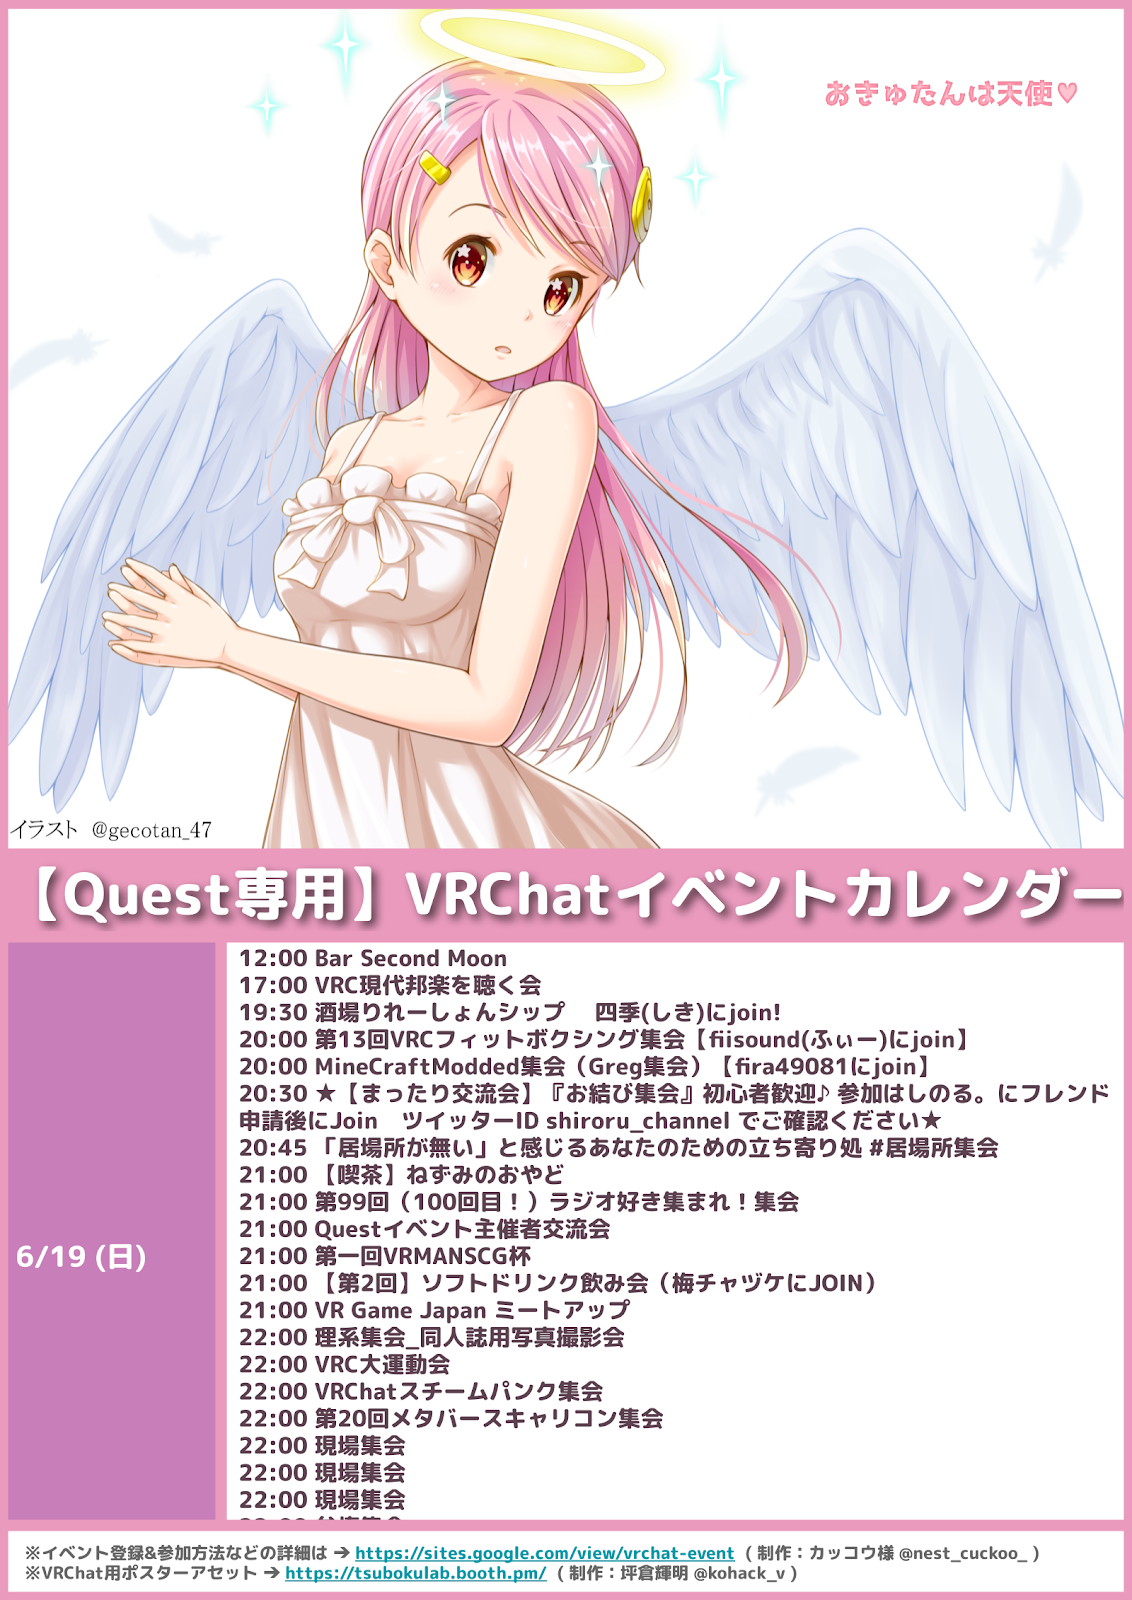 おきゅたんは天使♥
イラスト @gecotan_47
【Quest専用】VRChatイベントカレンダー
6/19 (日)
12:00 Bar Second Moon
17:00 VRC現代邦楽を聴く会
19:30 酒場りれーしょんシップ　四季(しき)にjoin!
20:00 第13回VRCフィットボクシング集会【fiisound(ふぃー)にjoin】
20:00 MineCraftModded集会（Greg集会）【fira49081にjoin】
20:30 ★【まったり交流会】『お結び集会』初心者歓迎♪ 参加はしのる。にフレンド
申請後にJoin　ツイッターID shiroru_channel でご確認ください★
20:45 「居場所が無い」と感じるあなたのための立ち寄り処 #居場所集会
21:00 【喫茶】ねずみのおやど
21:00 第99回（100回目！）ラジオ好き集まれ！集会
21:00 Questイベント主催者交流会
21:00 第一回VRMANSCG杯
21:00 【第2回】ソフトドリンク飲み会（梅チャヅケにJOIN）
21:00 VR Game Japan ミートアップ
22:00 理系集会_同人誌用写真撮影会
22:00 VRC大運動会
22:00 VRChatスチームパンク集会
22:00 第20回メタバースキャリコン集会
22:00 現場集会
22:00 現場集会
22:00 現場集会
※イベント登録&参加方法などの詳細は → https://sites.google.com/view/vrchat-event ( 制作：カッコウ様 @nest_cuckoo_ )
※VRChat用ポスターアセット → https://tsubokulab.booth.pm/ ( 制作：坪倉輝明 @kohack_v )